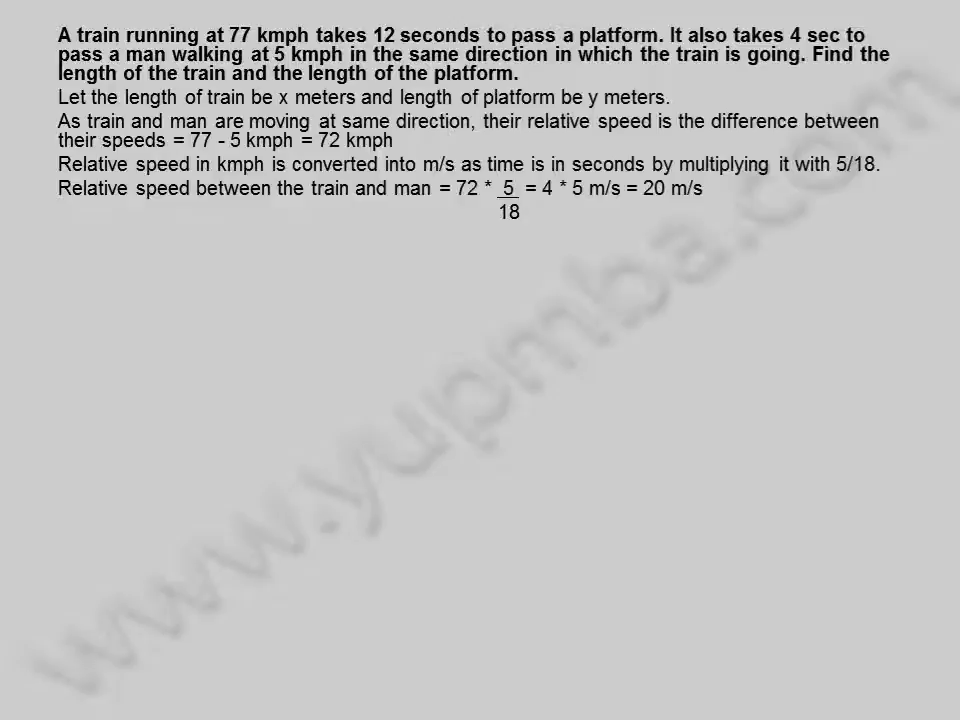 A train running at 77 kmph takes 12 seconds to pass a platform. It also takes 4 sec to
pass a man walking at 5 kmph in the same direction in which the train is going. Find the
length of the train and the length of the platform.
Let the length of train be x meters and length of platform be y meters.
As train and man are moving at same direction, their relative speed is the difference between
their speeds = 77 - 5 kmph = 72 kmph
Relative speed in kmph is converted into m/s as time is in seconds by multiplying it with 5/18.
Relative speed between the train and man = 72 * 5 = 4 * 5 m/s = 20 m/s
18
www.yupmba.com